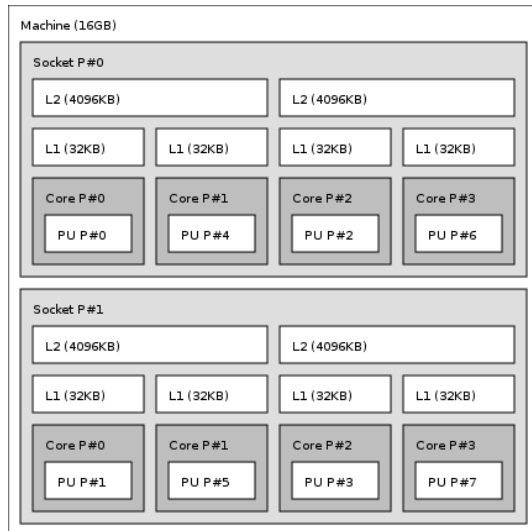 Machine (16GB)
Socket P#0
L2 (4096KB) L2 (4096KB)
L1 (32KB) L1 (32KB) L1 (32KB) L1 (32KB)
Core P#0 Core P#1 Core P#2 Core P#3
PU P#0 PU P#4 PU P#2 PU P#6
Socket P#1
L2 (4096KB) L2 (4096KB)
L1 (32KB) L1 (32KB) L1 (32KB) L1 (32KB)
Core P#0 Core P#1 Core P#2 Core P#3
PU P#1 PU P#5 PU P#3 PU P#7